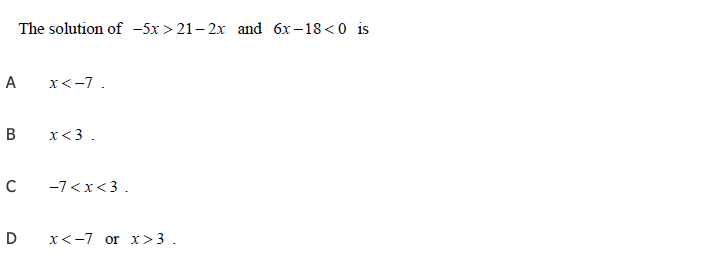 The solution of −5x > 21 − 2x and 6x − 18 < 0 is
A x < −7 .
B x < 3 .
C −7 < x < 3 .
D x < −7 or x > 3 .